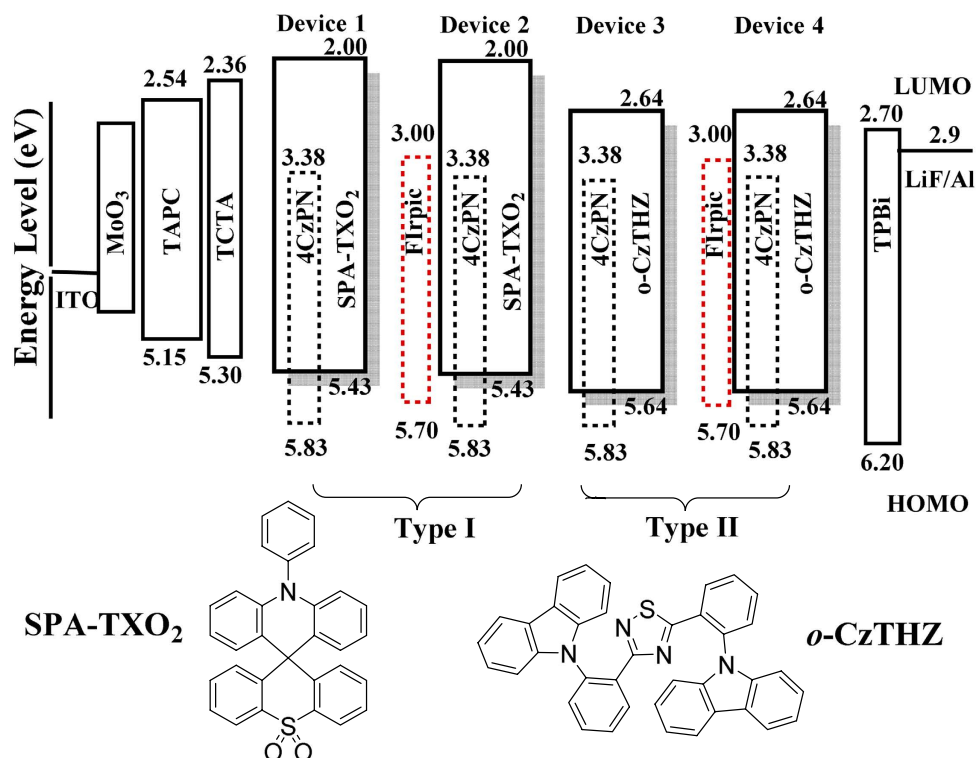 Device 1 Device 2 Device 3 Device 4
2.00 2.00
2.54 2.36 2.64 2.64 LUMO
3.00 3.00 2.70 2.9
3.38 3.38 3.38 3.38
LiF/Al
Energy Level (eV)
ITO
MoO3
TAPC
TCTA
4CzPN
SPA-TXO2
FIrpic
4CzPN
SPA-TXO2
4CzPN
o-CzTHZ
FIrpic
4CzPN
o-CzTHZ
TPBi
5.15 5.30 5.43 5.43 5.64 5.64
5.70 5.70
5.83 5.83 5.83 5.83 6.20
HOMO
Type I Type II
N
S
O O
SPA-TXO2
S
N
N
N
N
o-CzTHZ